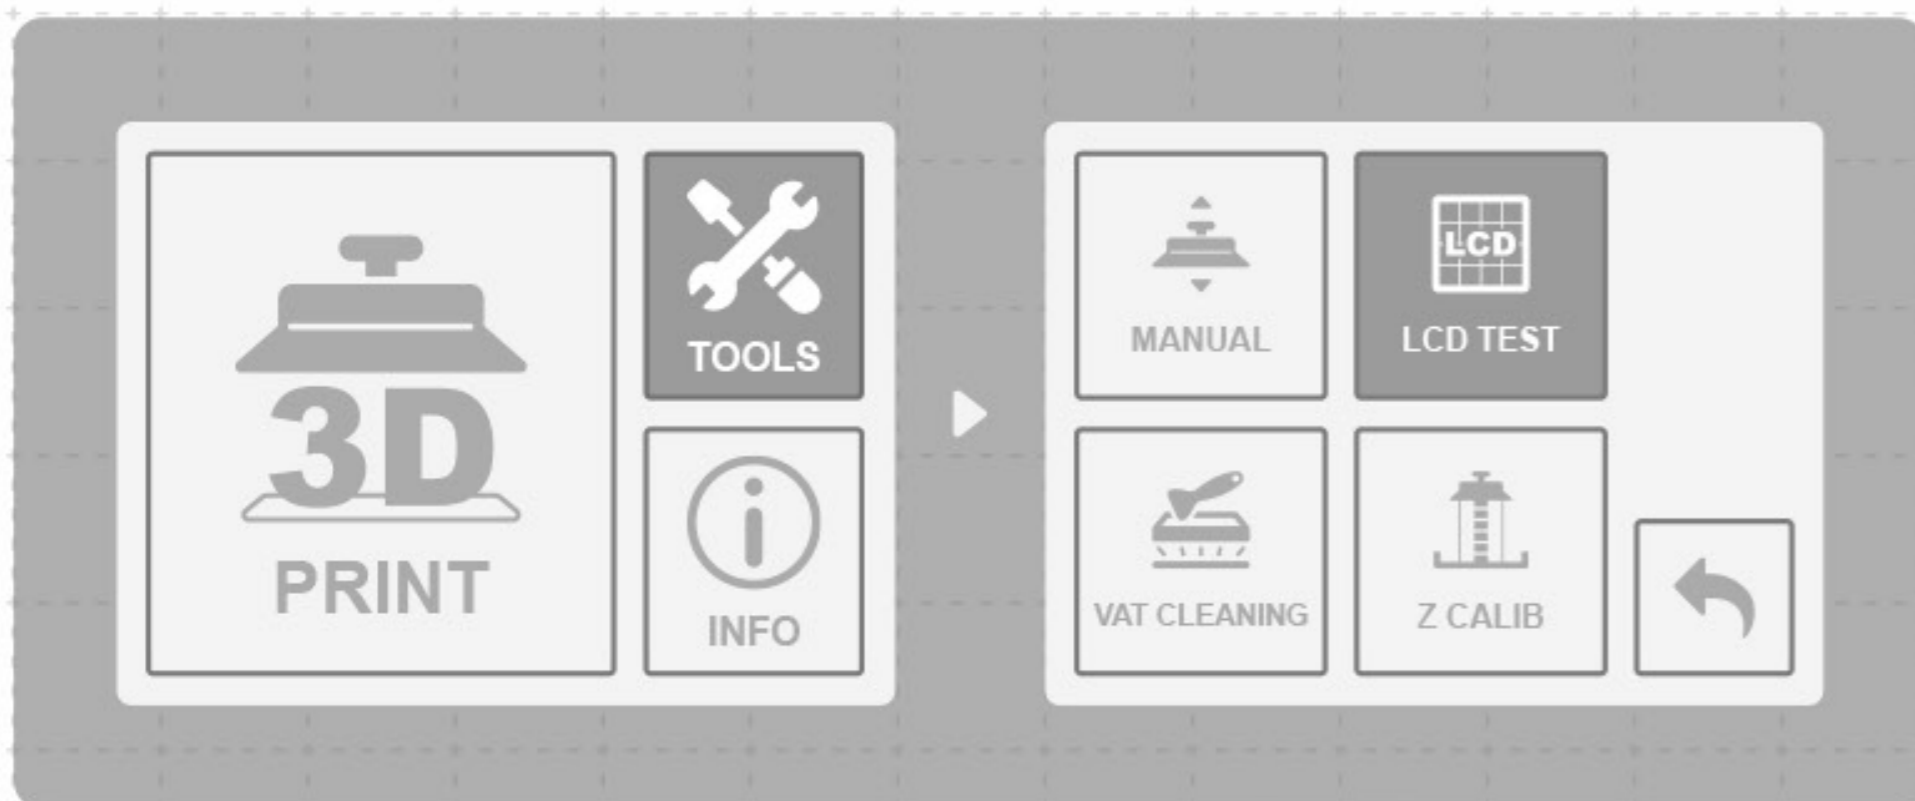 3D
PRINT
TOOLS
INFO
MANUAL
LCD
LCD TEST
VAT CLEANING
Z CALIB